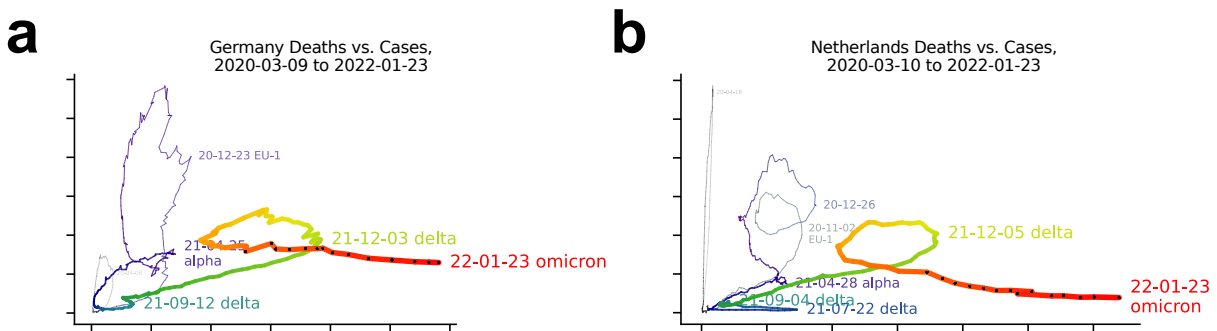 a
Germany Deaths vs. Cases,
2020-03-09 to 2022-01-23
20-12-23 EU-1
21-04-25
alpha
21-12-03 delta
22-01-23 omicron
21-09-12 delta
b
Netherlands Deaths vs. Cases,
2020-03-10 to 2022-01-23
20-04-10
20-12-26
20-11-02
EU-1
21-12-05 delta
21-04-28 alpha
22-01-23
omicron
21-09-04 delta
21-07-22 delta